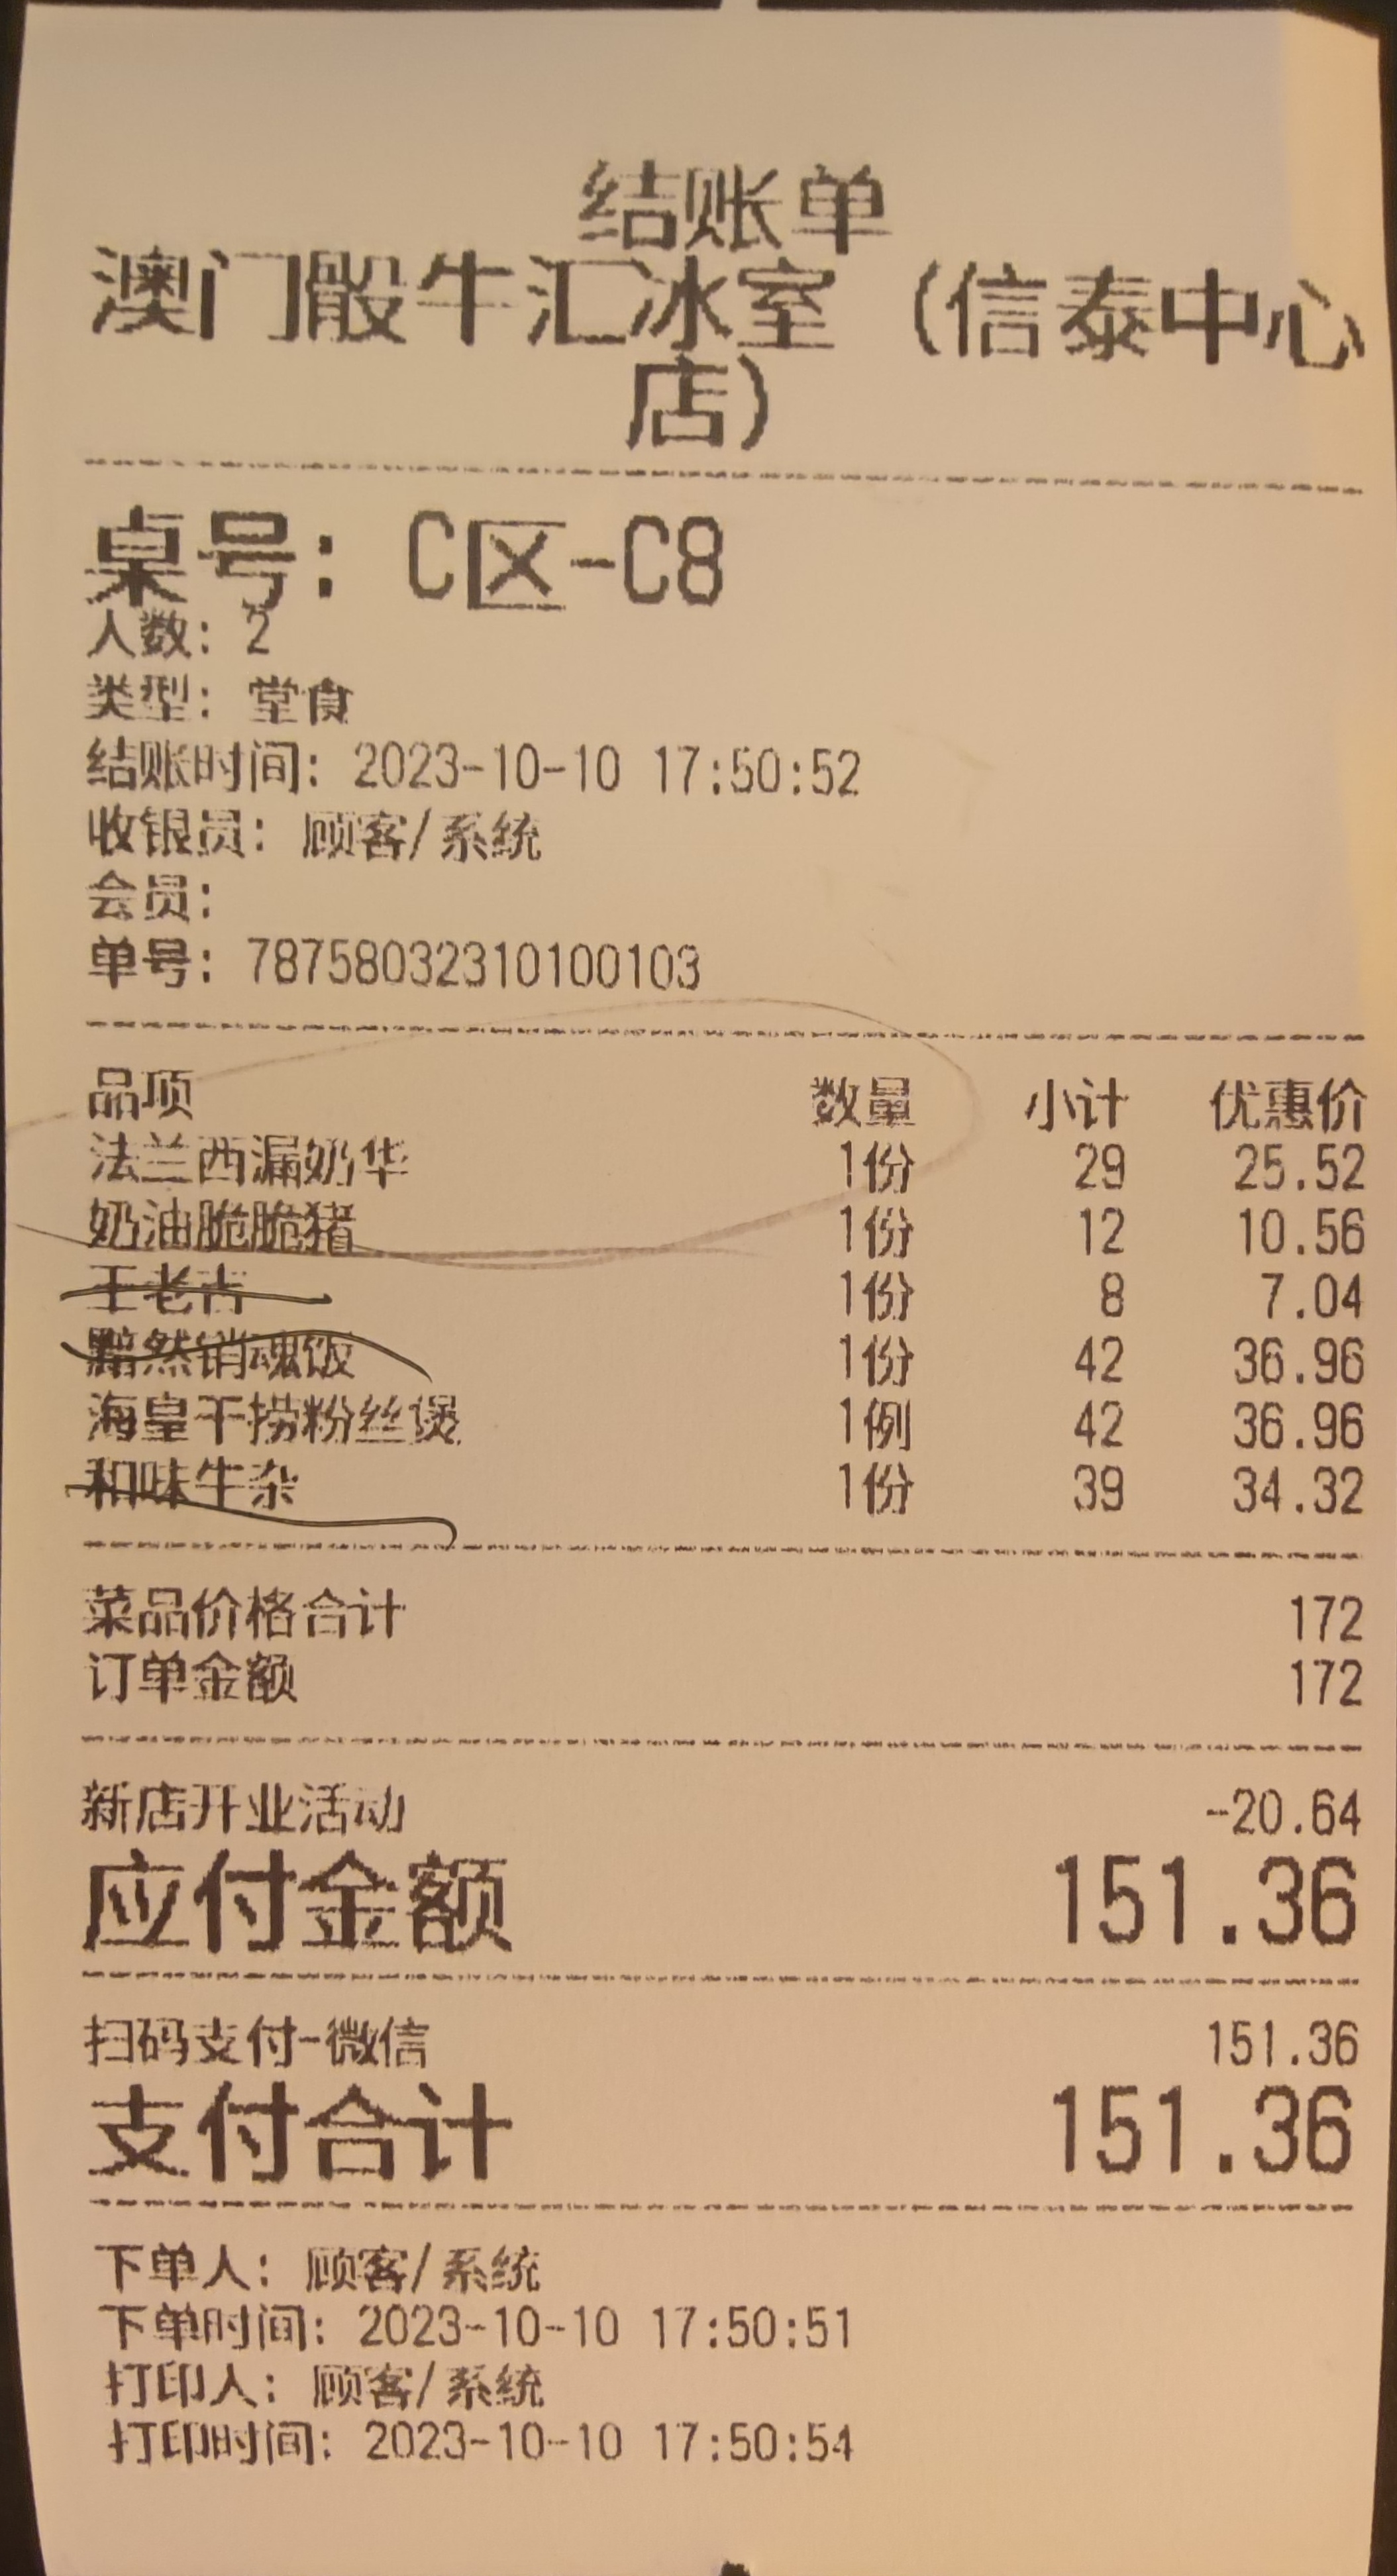 结账单
澳门骰牛汇冰室（信泰中心
店）
桌号：C区-C8
人数：2
类型：堂食
结账时间：2023-10-10 17:50:52
收银员：顾客/系统
会员：
单号：78758032310100103
品项 数量 小计 优惠价
法兰西漏奶华 1份 29 25.52
奶油脆脆猪 1份 12 10.56
王老吉 1份 8 7.04
黯然销魂饭 1份 42 36.96
海皇干捞粉丝煲 1例 42 36.96
和味牛杂 1份 39 34.32
菜品价格合计 172
订单金额 172
新店开业活动 -20.64
应付金额 151.36
扫码支付-微信 151.36
支付合计 151.36
下单人：顾客/系统
下单时间：2023-10-10 17:50:51
打印人：顾客/系统
打印时间：2023-10-10 17:50:54